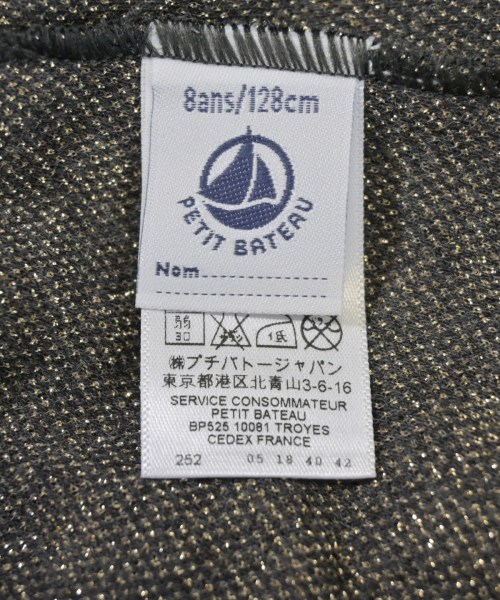 8ans/128cm
PETIT BATEAU
Nom
30
低
㈱プチバトージャパン
東京都港区北青山3-6-16
SERVICE CONSOMMATEUR
PETIT BATEAU
BP525 10081 TROYES
CEDEX FRANCE
252 05 18 40 42